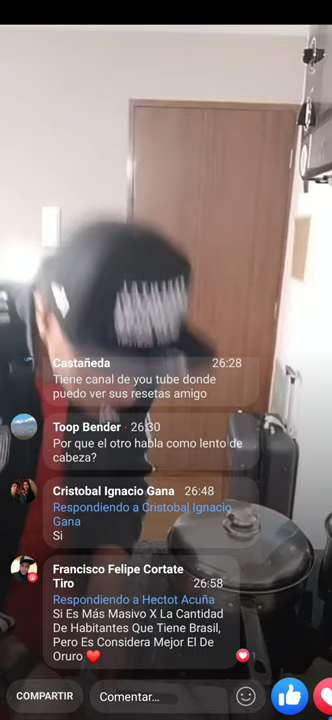 Castañeda 26:28
Tiene canal de you tube donde
puedo ver sus resetas amigo
Toop Bender · 26:30
Por que el otro habla como lento de
cabeza?
Cristobal Ignacio Gana 26:48
Respondiendo a Cristobal Ignacio
Gana
Si
Francisco Felipe Cortate
Tiro 26:58
Respondiendo a Hectot Acuña
Si Es Más Masivo X La Cantidad
De Habitantes Que Tiene Brasil,
Pero Es Considera Mejor El De
Oruro ❤️
1
COMPARTIR Comentar...